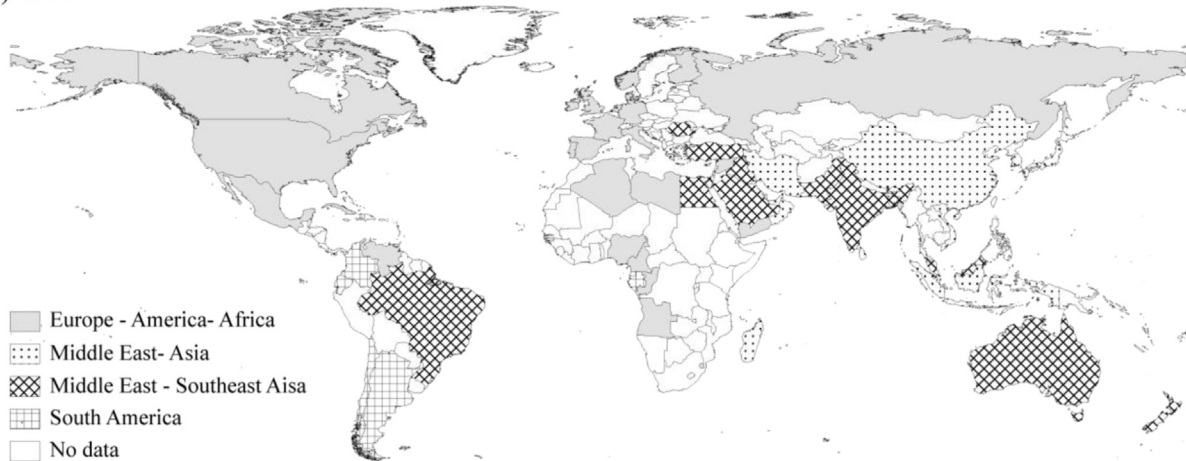 )
Europe - America- Africa
Middle East- Asia
Middle East - Southeast Aisa
South America
No data